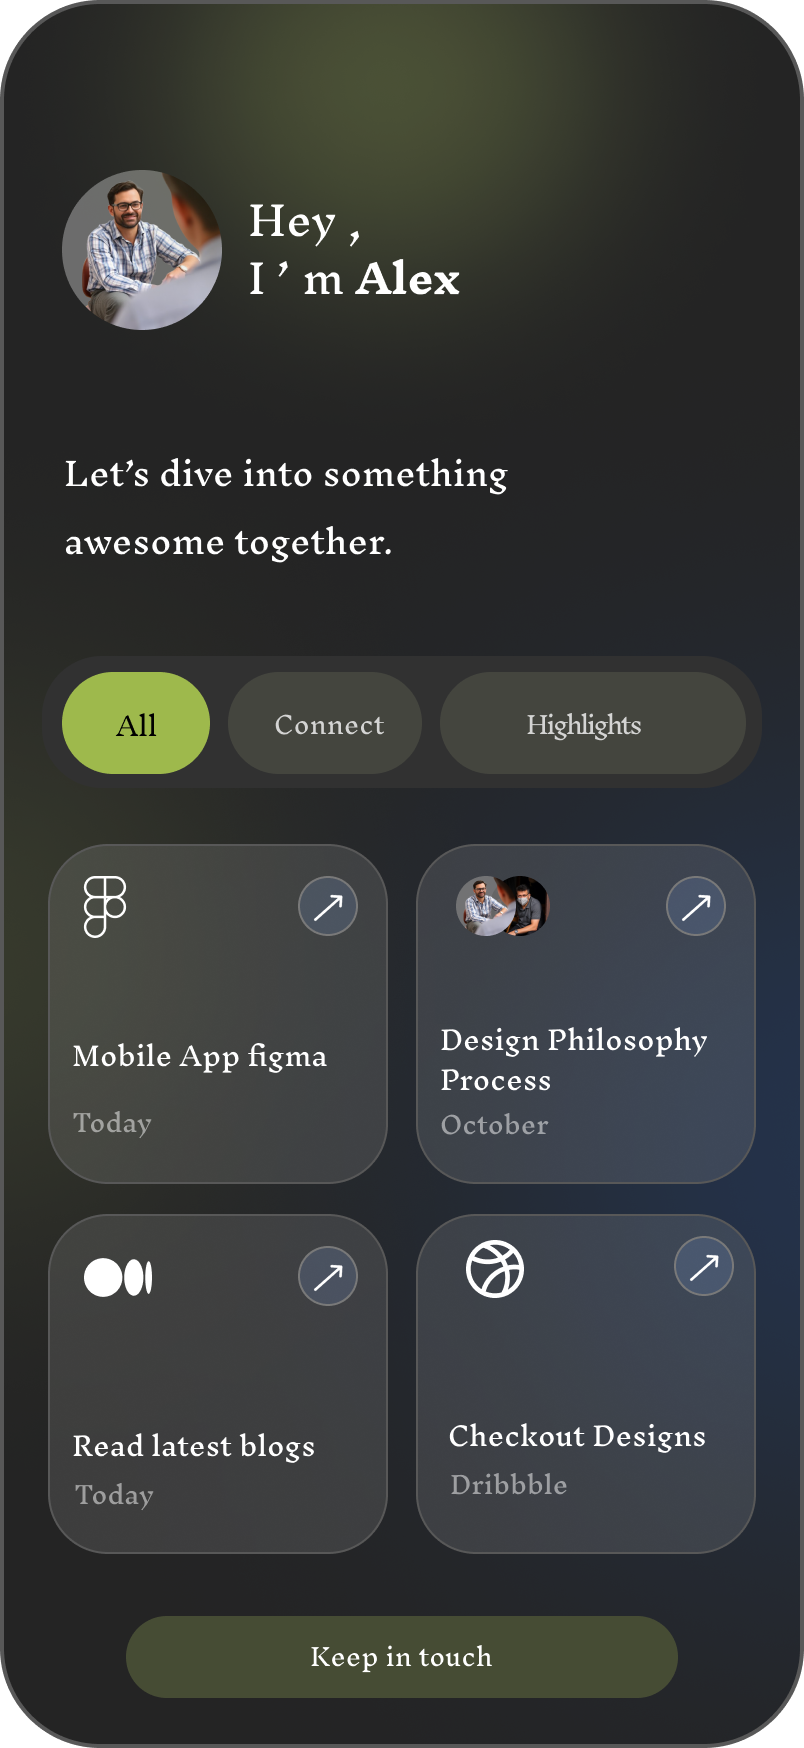 Hey ,
I ’ m Alex
Let’s dive into something
awesome together.
All
Connect
Highlights
Mobile App figma
Today
Design Philosophy
Process
October
Read latest blogs
Today
Checkout Designs
Dribbble
Keep in touch